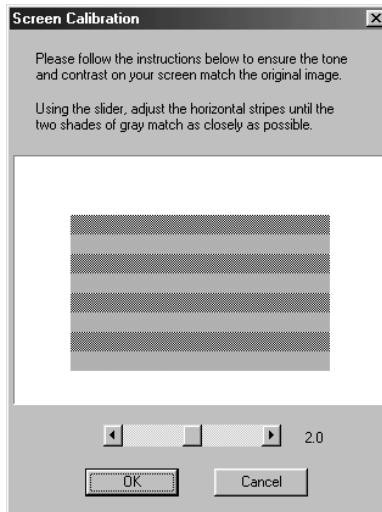 Screen Calibration
Please follow the instructions below to ensure the tone
and contrast on your screen match the original image.
Using the slider, adjust the horizontal stripes until the
two shades of gray match as closely as possible.
2.0
OK Cancel